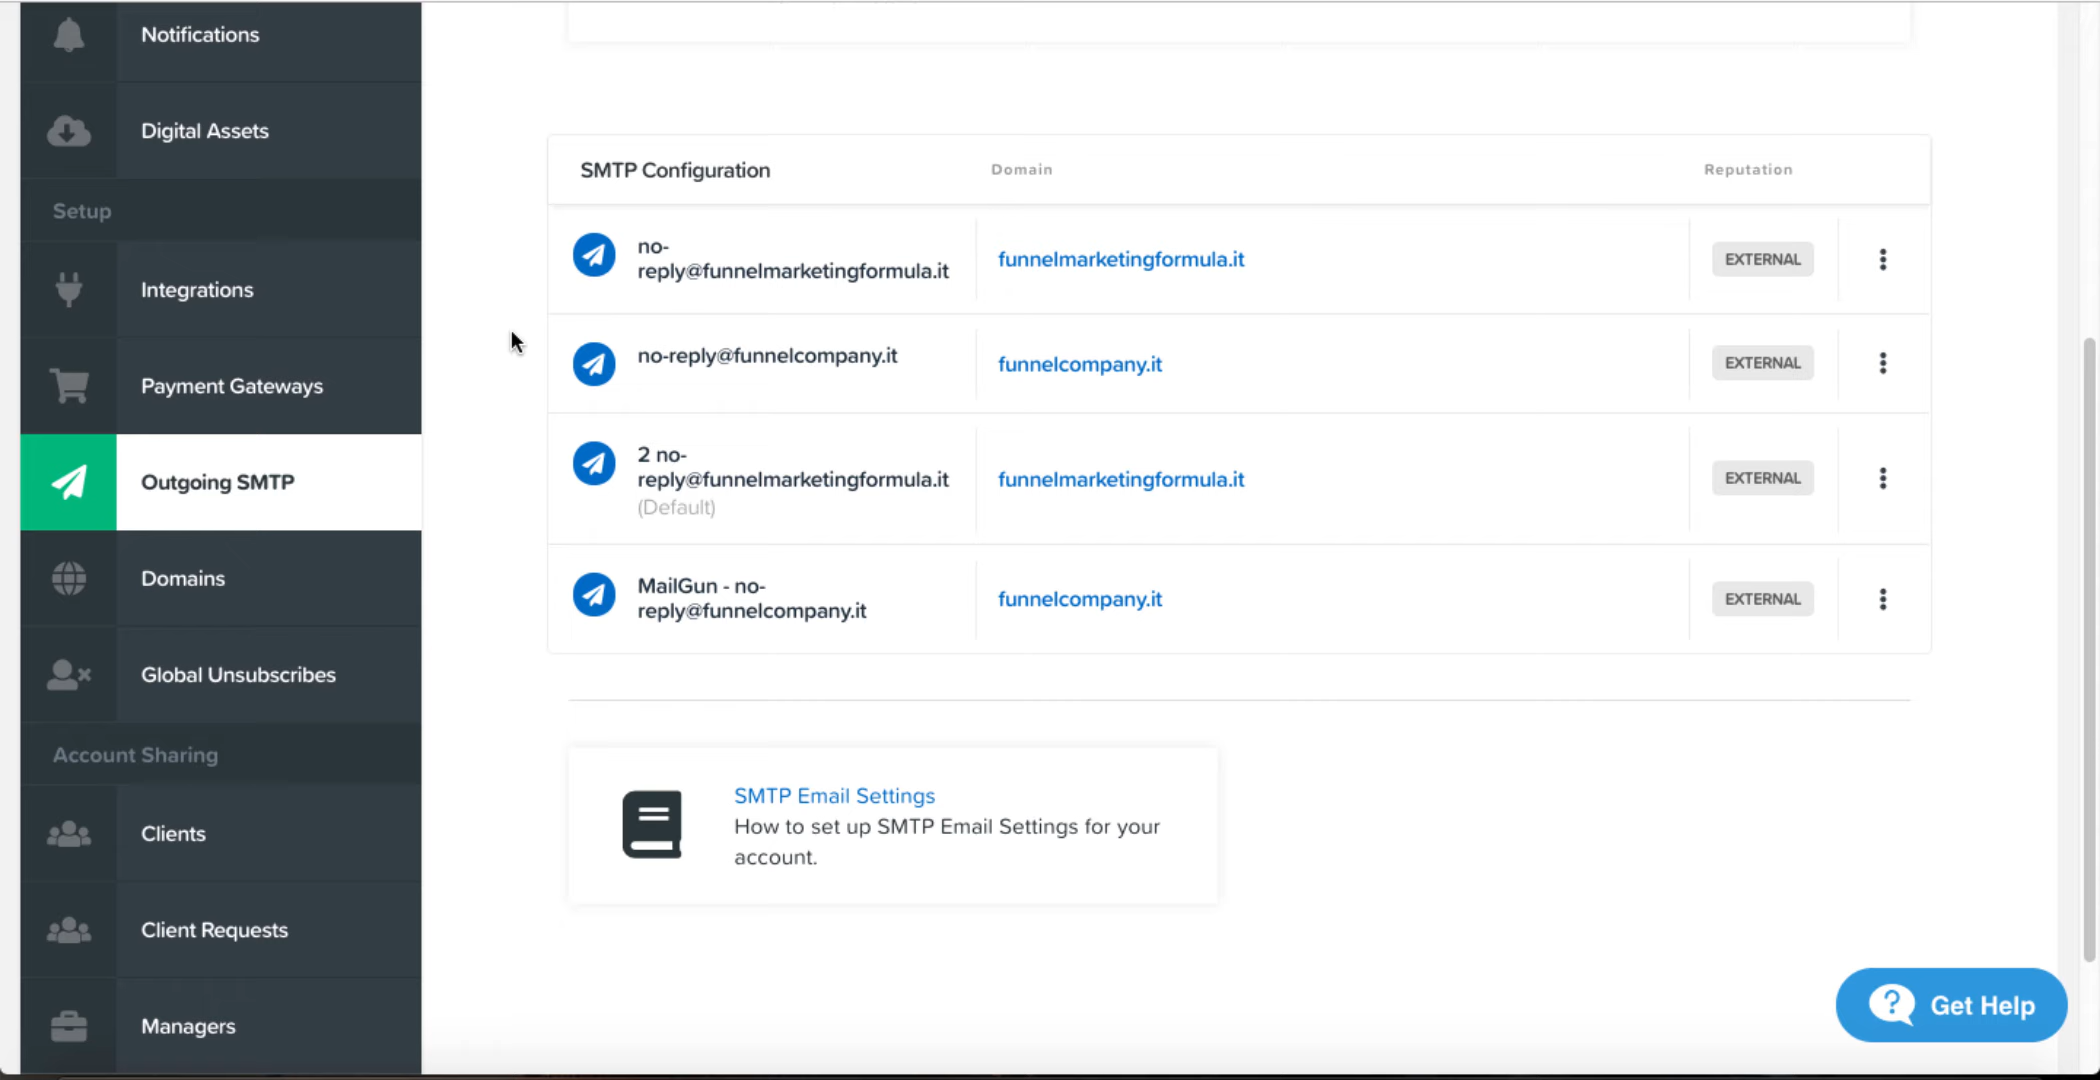 Notifications
Digital Assets
Setup
Integrations
Payment Gateways
Outgoing SMTP
Domains
Global Unsubscribes
Account Sharing
Clients
Client Requests
Managers
SMTP Configuration
Domain
Reputation
no-
reply@funnelmarketingformula.it
funnelmarketingformula.it
EXTERNAL
no-reply@funnelcompany.it
funnelcompany.it
EXTERNAL
2 no-
reply@funnelmarketingformula.it
(Default)
funnelmarketingformula.it
EXTERNAL
MailGun - no-
reply@funnelcompany.it
funnelcompany.it
EXTERNAL
SMTP Email Settings
How to set up SMTP Email Settings for your
account.
Get Help